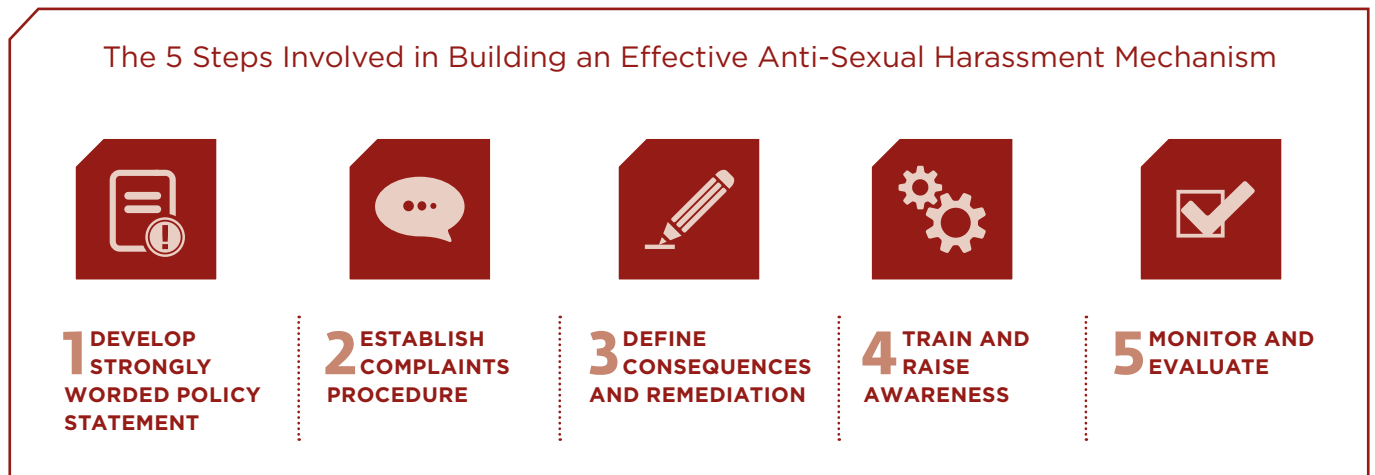 The 5 Steps Involved in Building an Effective Anti-Sexual Harassment Mechanism
1 DEVELOP
STRONGLY
WORDED POLICY
STATEMENT
2 ESTABLISH
COMPLAINTS
PROCEDURE
3 DEFINE
CONSEQUENCES
AND REMEDIATION
4 TRAIN AND
RAISE
AWARENESS
5 MONITOR AND
EVALUATE